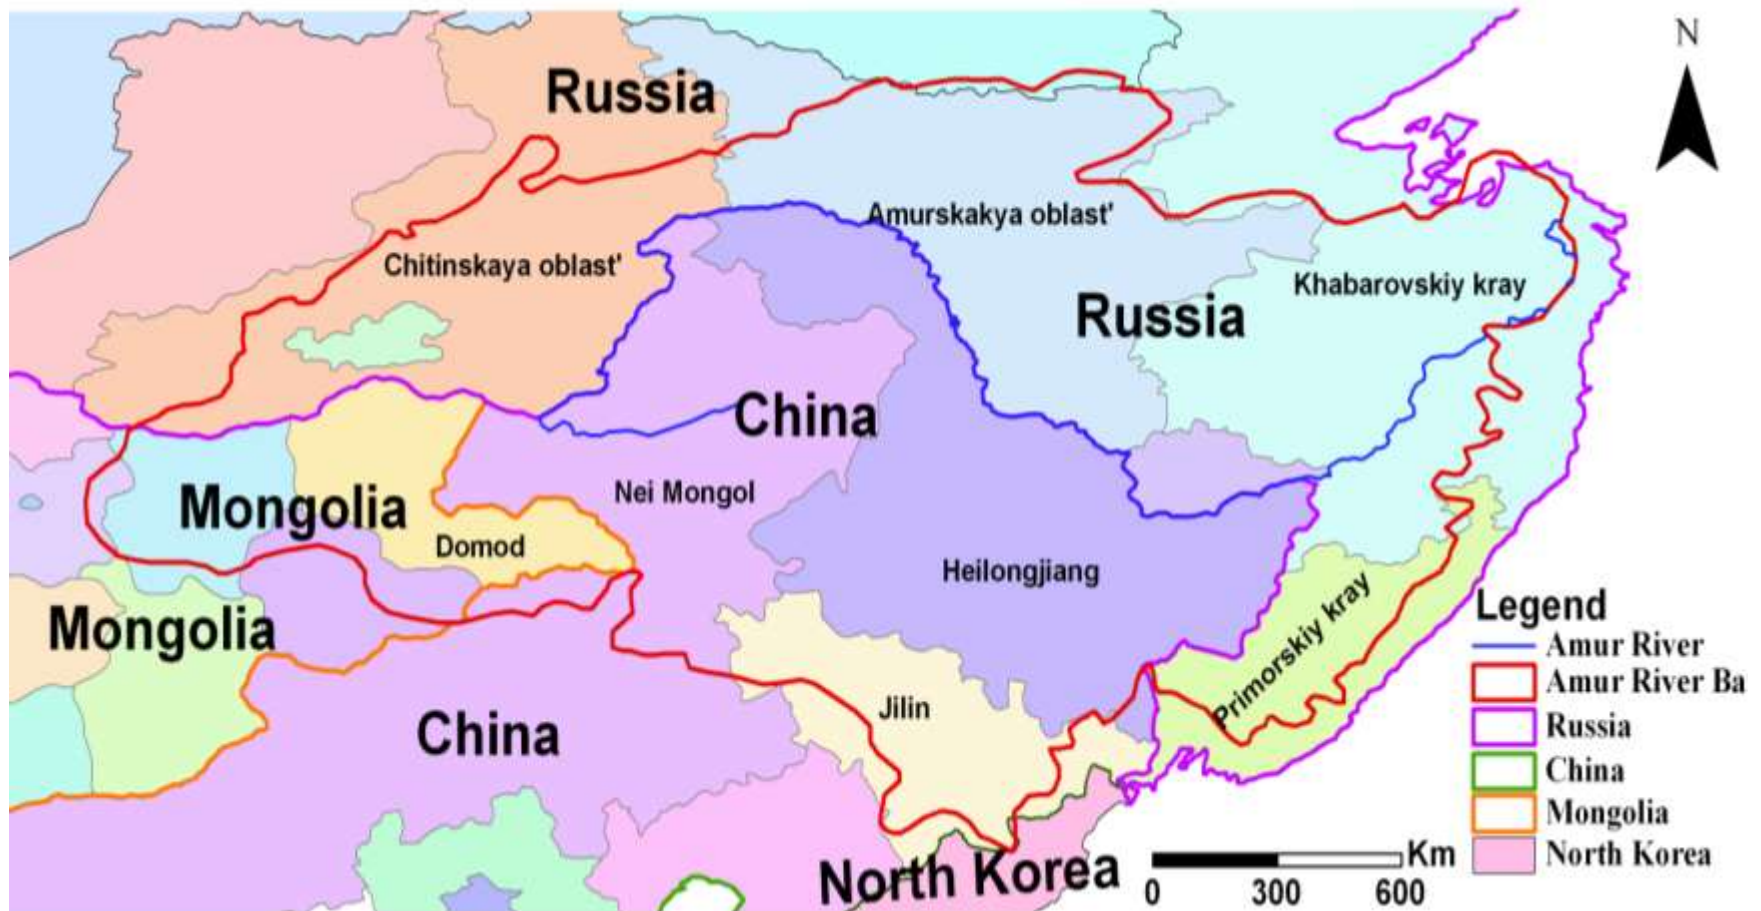 N
Russia
Amurskakya oblast'
Chitinskaya oblast'
Khabarovskiy kray
Russia
China
Nei Mongol
Mongolia
Domod
Heilongjiang
Mongolia
Primorskiy kray
Jilin
China
North Korea
Legend
Amur River
Amur River Ba
Russia
China
Mongolia
North Korea
Km
0 300 600